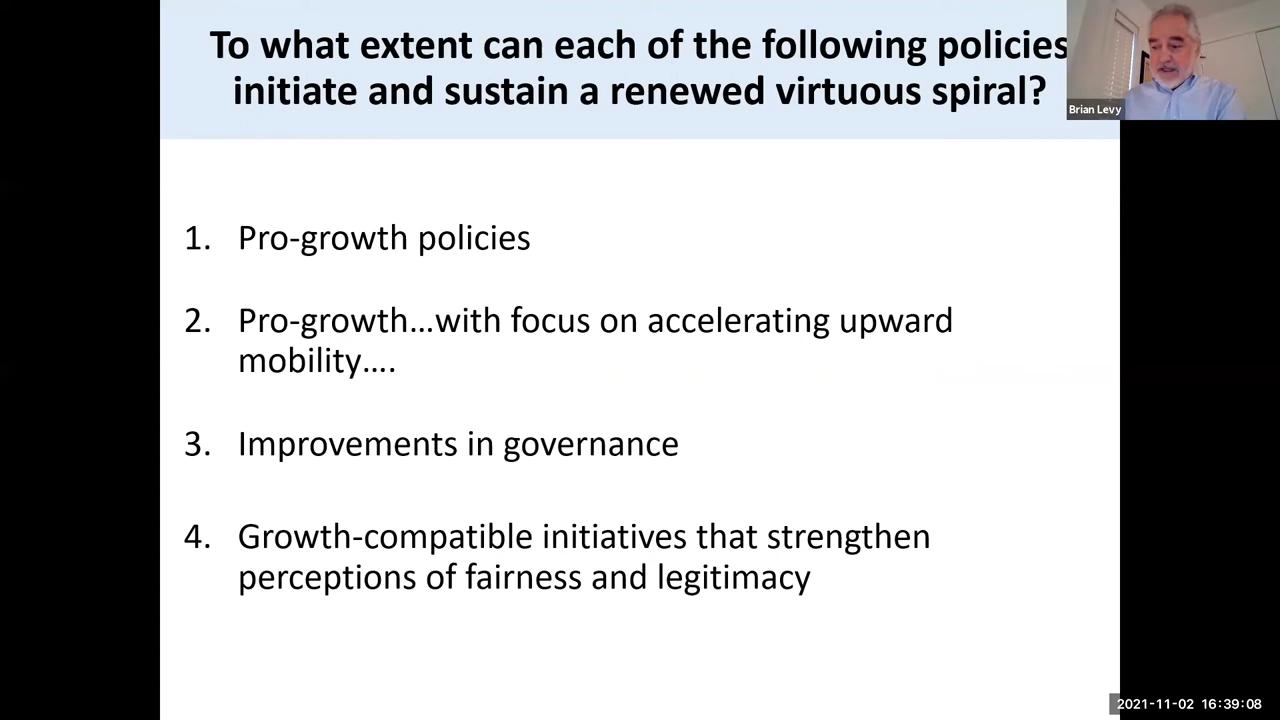 To what extent can each of the following policies
initiate and sustain a renewed virtuous spiral?
Brian Levy
1. Pro-growth policies
2. Pro-growth...with focus on accelerating upward
mobility....
3. Improvements in governance
4. Growth-compatible initiatives that strengthen
perceptions of fairness and legitimacy
2021-11-02 16:39:08